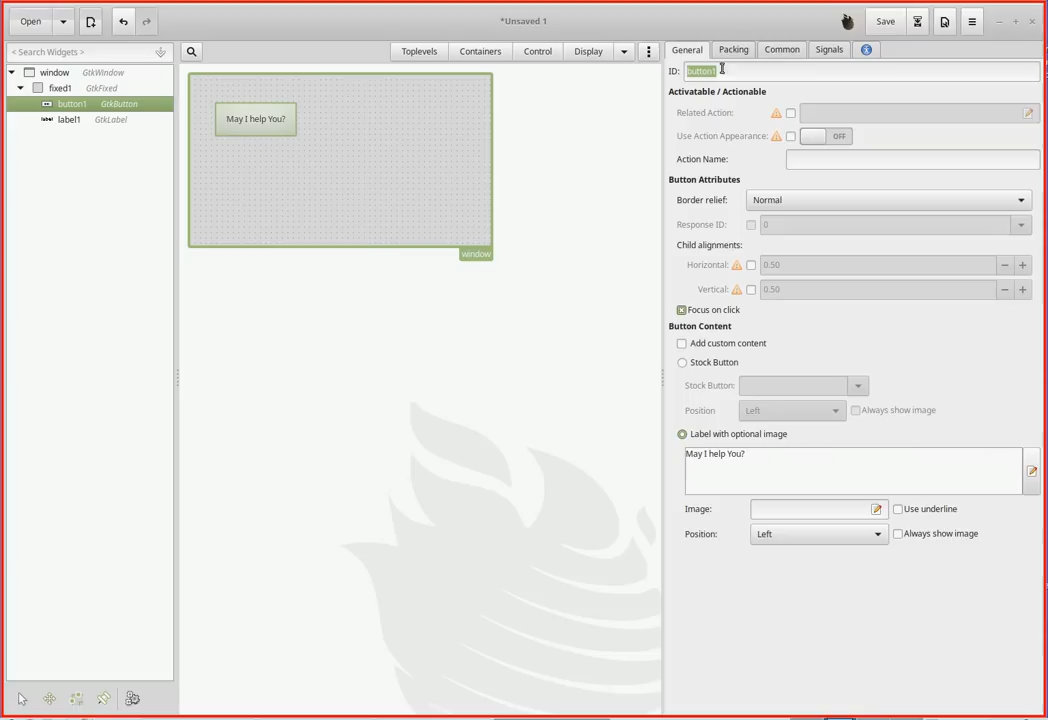 Open
*Unsaved 1
Save
< Search Widgets >
Toplevels
Containers
Control
Display
General
Packing
Common
Signals
window GtkWindow
fixed1 GtkFixed
button1 GtkButton
label1 GtkLabel
May I help You?
window
ID: button1
Activatable / Actionable
Related Action:
Use Action Appearance: OFF
Action Name:
Button Attributes
Border relief: Normal
Response ID: 0
Child alignments:
Horizontal: 0.50
Vertical: 0.50
Focus on click
Button Content
Add custom content
Stock Button
Stock Button:
Position Left Always show image
Label with optional image
May I help You?
Image: Use underline
Position: Left Always show image